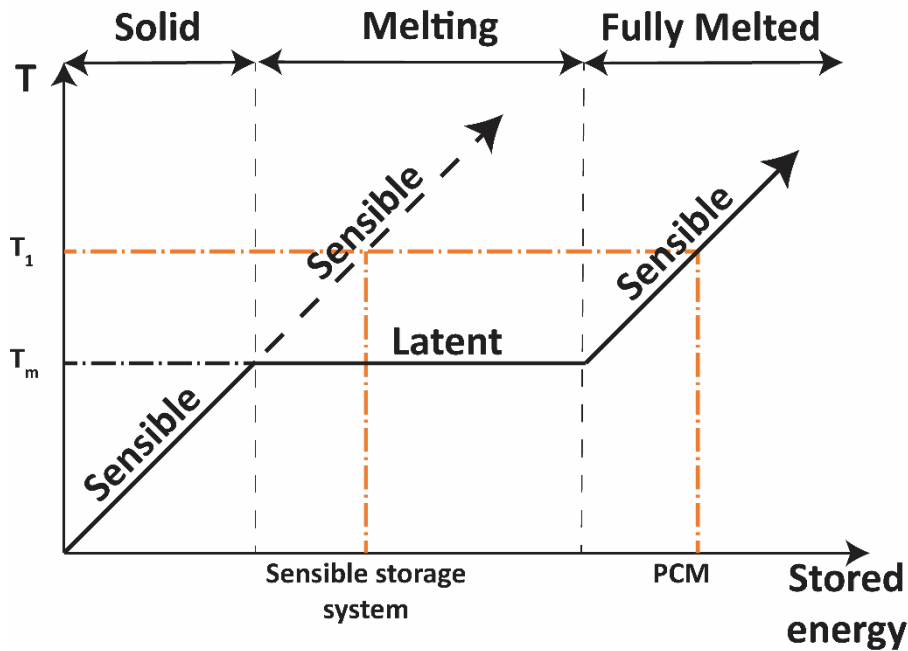 Solid
Melting
Fully Melted
T
Sensible
Sensible
T1
Latent
Tm
Sensible
Sensible storage
system
PCM
Stored
energy